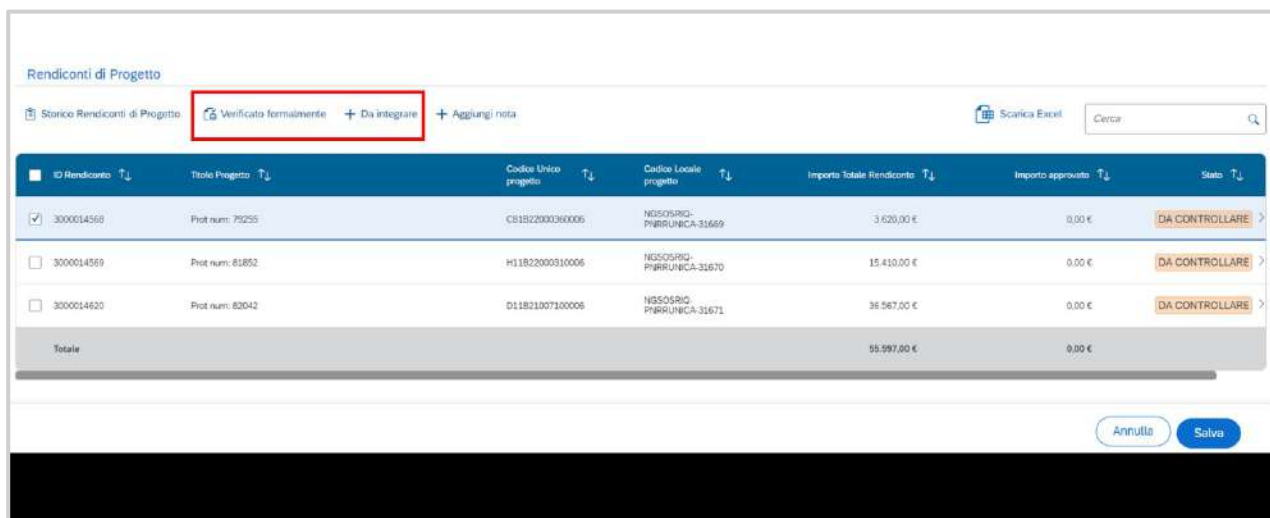 Rendiconti di Progetto
Storico Rendiconti di Progetto Verificato formalmente + Da integrare + Aggiungi nota Scarica Excel Cerca
ID Rendiconto Titolo Progetto Codice Unico progetto Codice Locale progetto Importo Totale Rendiconto Importo approvato Stato
3000014568 Prot num: 79255 C81B22000360006 NGSOSRIQ-PNRRUNICA-31669 3.620,00 € 0,00 € DA CONTROLLARE
3000014569 Prot num: 81852 H11B22000310006 NGSOSRIQ-PNRRUNICA-31670 15.410,00 € 0,00 € DA CONTROLLARE
3000014620 Prot num: 82042 D11B21007100006 NGSOSRIQ-PNRRUNICA-31671 36.567,00 € 0,00 € DA CONTROLLARE
Totale 55.597,00 € 0,00 €
Annulla Salva